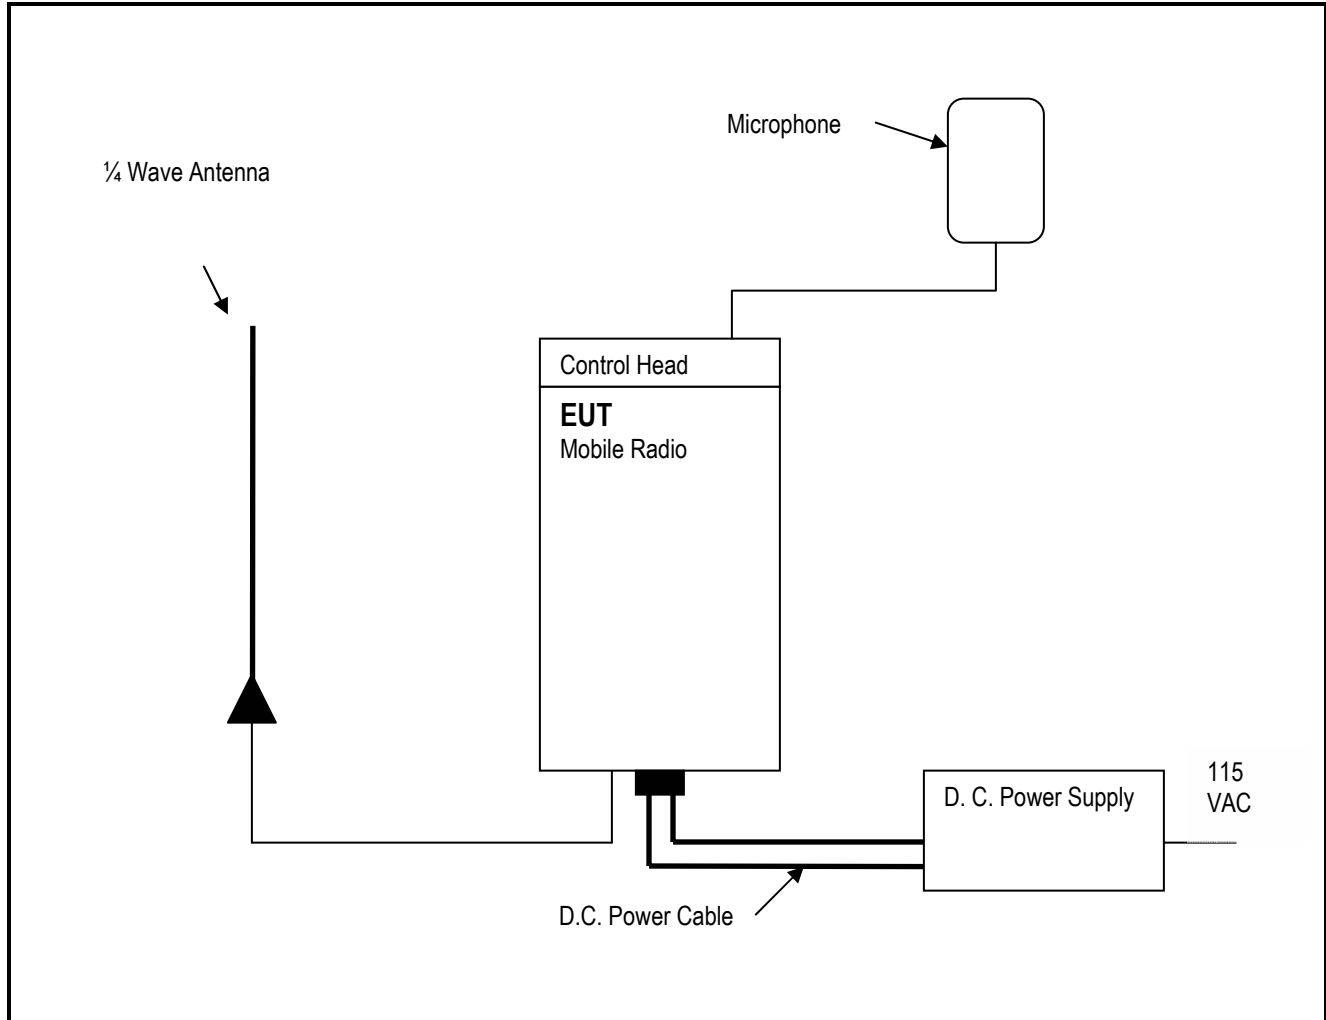 Microphone
¼ Wave Antenna
Control Head
EUT
Mobile Radio
115
VAC
D. C. Power Supply
D.C. Power Cable